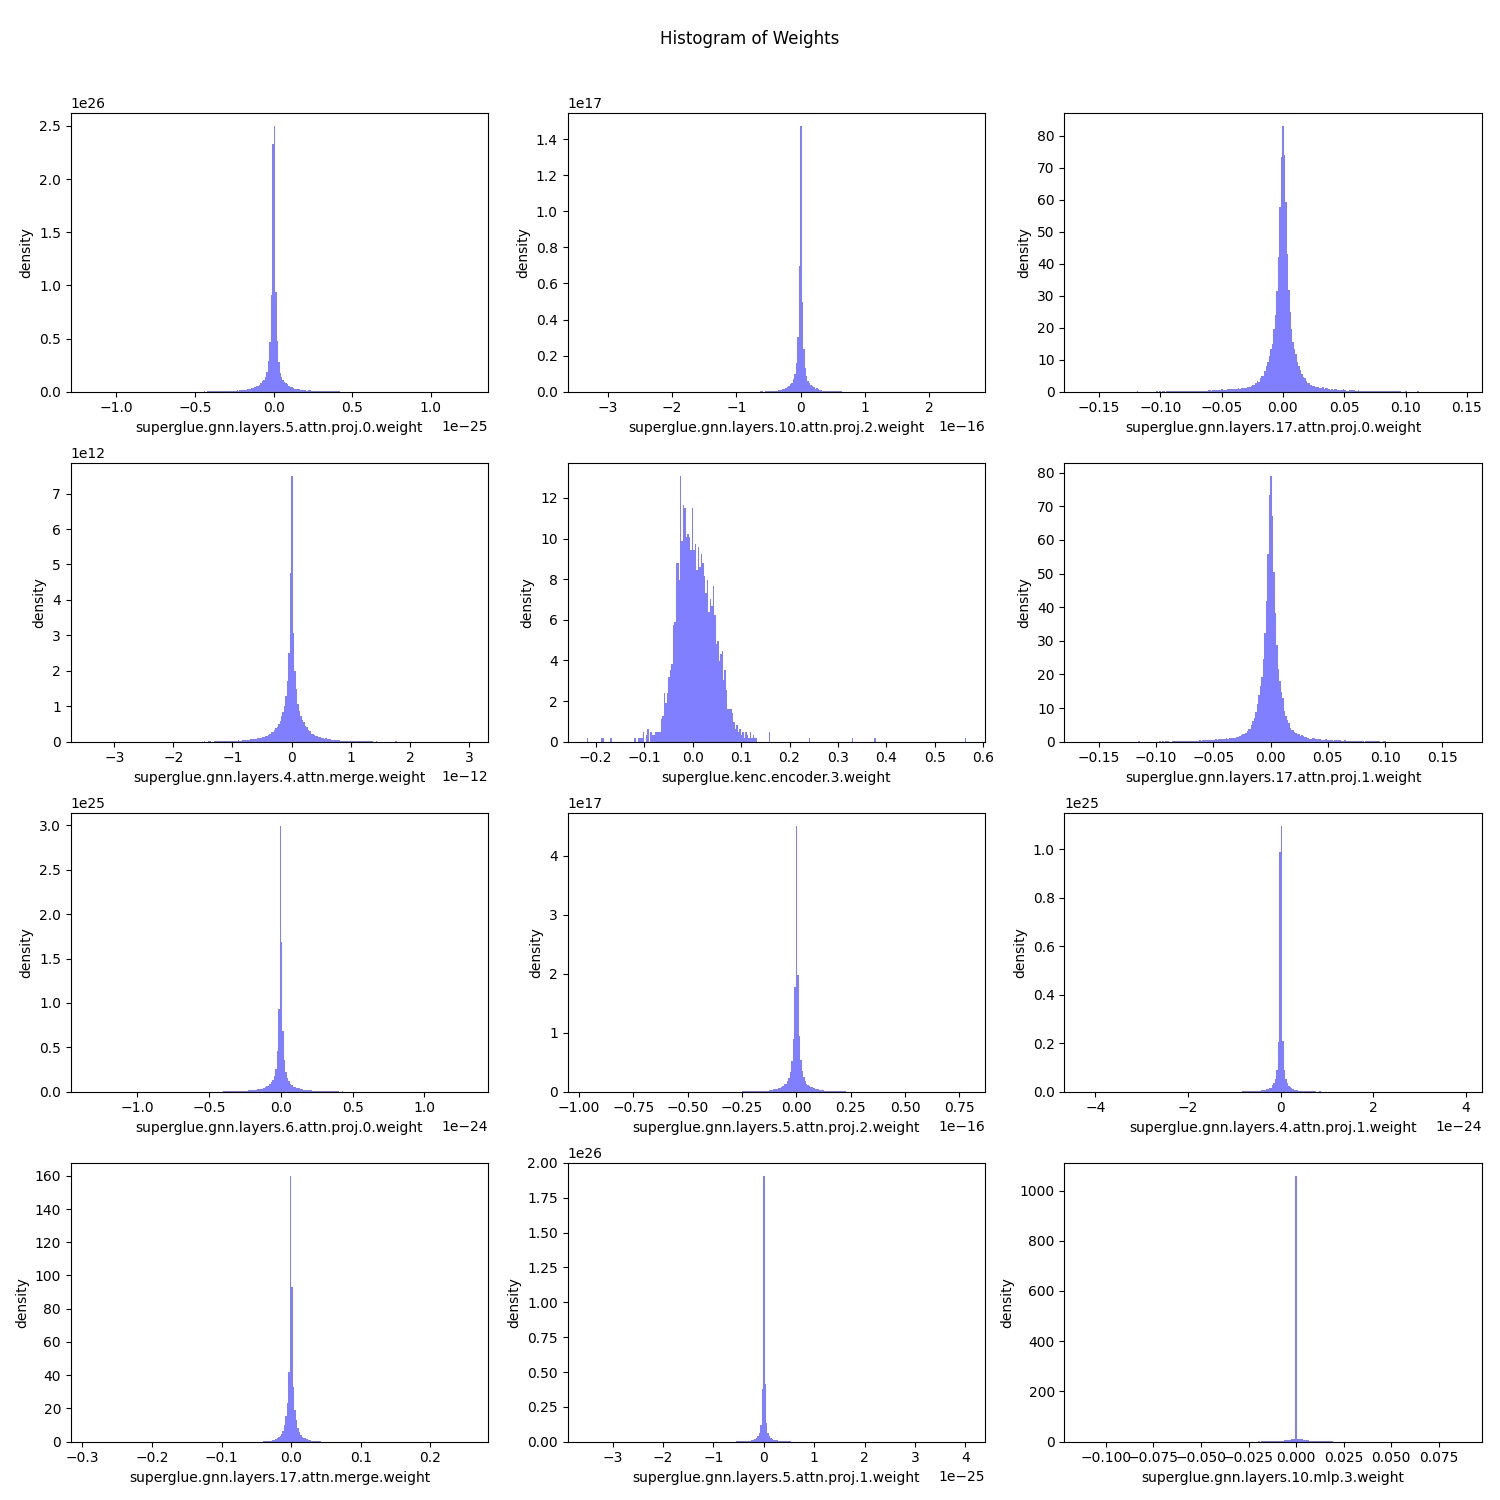 Histogram of Weights
1e26
2.5
2.0
1.5
1.0
0.5
0.0
density
−1.0 −0.5 0.0 0.5 1.0
superglue.gnn.layers.5.attn.proj.0.weight 1e−25
1e17
1.4
1.2
1.0
0.8
0.6
0.4
0.2
0.0
density
−3 −2 −1 0 1 2
superglue.gnn.layers.10.attn.proj.2.weight 1e−16
80
70
60
50
40
30
20
10
0
density
−0.15 −0.10 −0.05 0.00 0.05 0.10 0.15
superglue.gnn.layers.17.attn.proj.0.weight
1e12
7
6
5
4
3
2
1
0
density
−3 −2 −1 0 1 2 3
superglue.gnn.layers.4.attn.merge.weight 1e−12
12
10
8
6
4
2
0
density
−0.2 −0.1 0.0 0.1 0.2 0.3 0.4 0.5 0.6
superglue.kenc.encoder.3.weight
80
70
60
50
40
30
20
10
0
density
−0.15 −0.10 −0.05 0.00 0.05 0.10 0.15
superglue.gnn.layers.17.attn.proj.1.weight
1e25
3.0
2.5
2.0
1.5
1.0
0.5
0.0
density
−1.0 −0.5 0.0 0.5 1.0
superglue.gnn.layers.6.attn.proj.0.weight 1e−24
1e17
4
3
2
1
0
density
−1.00 −0.75 −0.50 −0.25 0.00 0.25 0.50 0.75
superglue.gnn.layers.5.attn.proj.2.weight 1e−16
1e25
1.0
0.8
0.6
0.4
0.2
0.0
density
−4 −2 0 2 4
superglue.gnn.layers.4.attn.proj.1.weight 1e−24
160
140
120
100
80
60
40
20
0
density
−0.3 −0.2 −0.1 0.0 0.1 0.2
superglue.gnn.layers.17.attn.merge.weight
1e26
2.00
1.75
1.50
1.25
1.00
0.75
0.50
0.25
0.00
density
−3 −2 −1 0 1 2 3 4
superglue.gnn.layers.5.attn.proj.1.weight 1e−25
1000
800
600
400
200
0
density
−0.100 −0.075 −0.050 −0.025 0.000 0.025 0.050 0.075
superglue.gnn.layers.10.mlp.3.weight